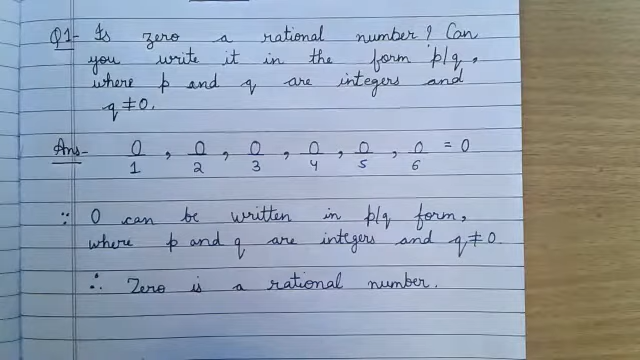 Q1- Is zero a rational number? Can
you write it in the form p/q,
where p and q are integers and
q ≠ 0.
Ans- 0/1, 0/2, 0/3, 0/4, 0/5, 0/6 = 0
∵ 0 can be written in p/q form,
where p and q are integers and q ≠ 0.
∴ Zero is a rational number.